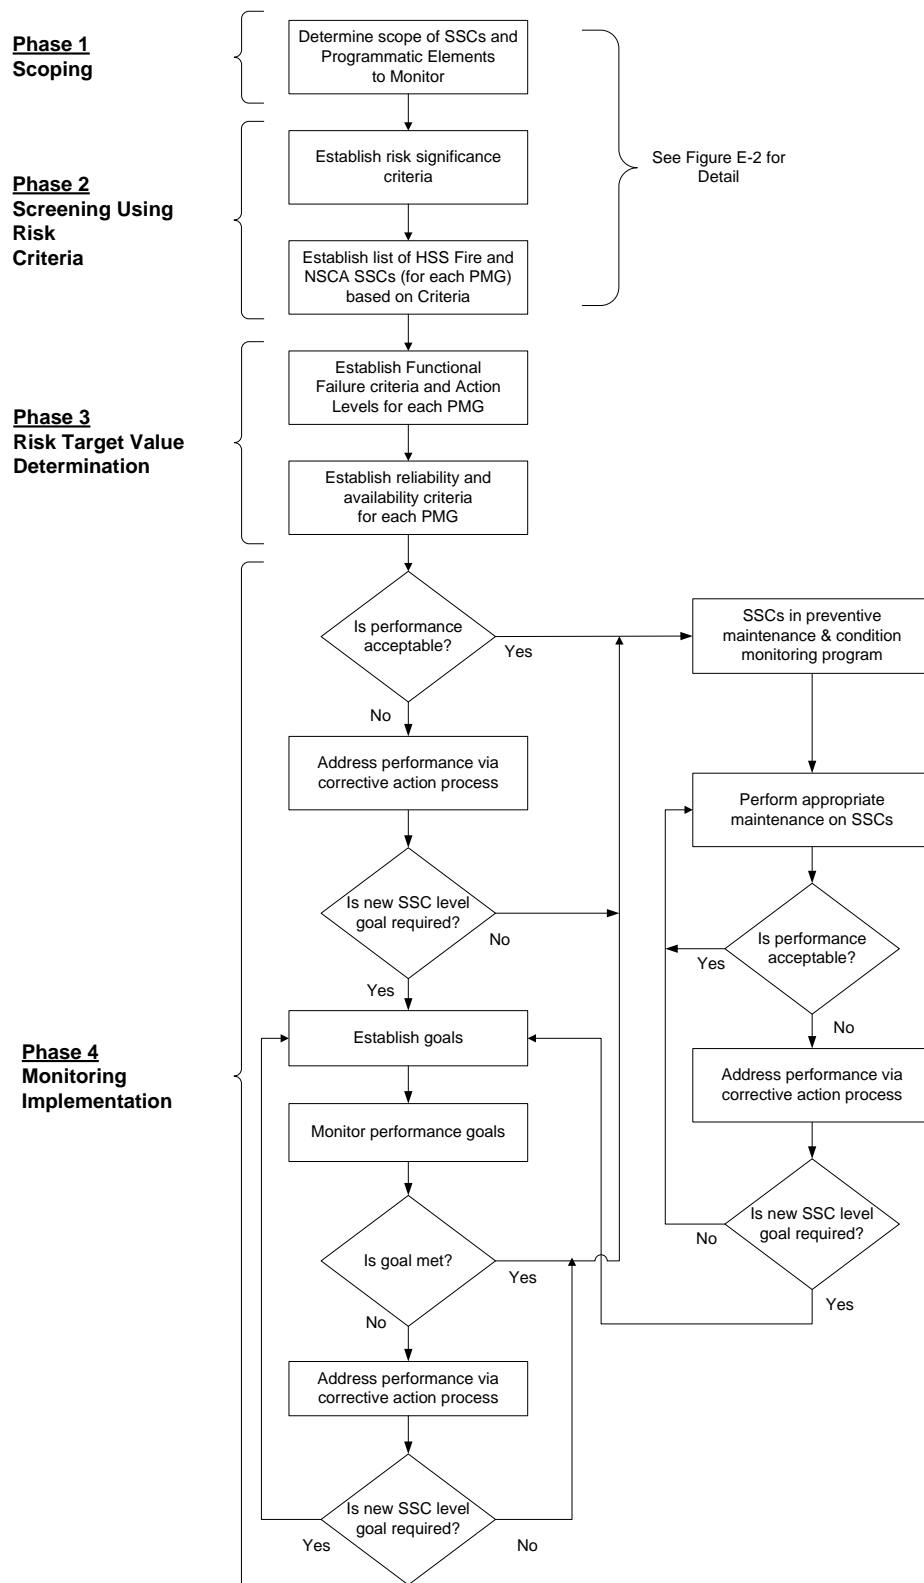 Phase 1
Scoping
Determine scope of SSCs and
Programmatic Elements
to Monitor
Phase 2
Screening Using
Risk
Criteria
Establish risk significance
criteria
See Figure E-2 for
Detail
Establish list of HSS Fire and
NSCA SSCs (for each PMG)
based on Criteria
Phase 3
Risk Target Value
Determination
Establish Functional
Failure criteria and Action
Levels for each PMG
Establish reliability and
availability criteria
for each PMG
Phase 4
Monitoring
Implementation
Is performance
acceptable?
Yes
No
Address performance via
corrective action process
Is new SSC level
goal required?
No
Yes
Establish goals
Monitor performance goals
Is goal met?
Yes
No
Address performance via
corrective action process
Is new SSC level
goal required?
Yes
No
SSCs in preventive
maintenance & condition
monitoring program
Perform appropriate
maintenance on SSCs
Is performance
acceptable?
Yes
No
Address performance via
corrective action process
Is new SSC level
goal required?
No
Yes